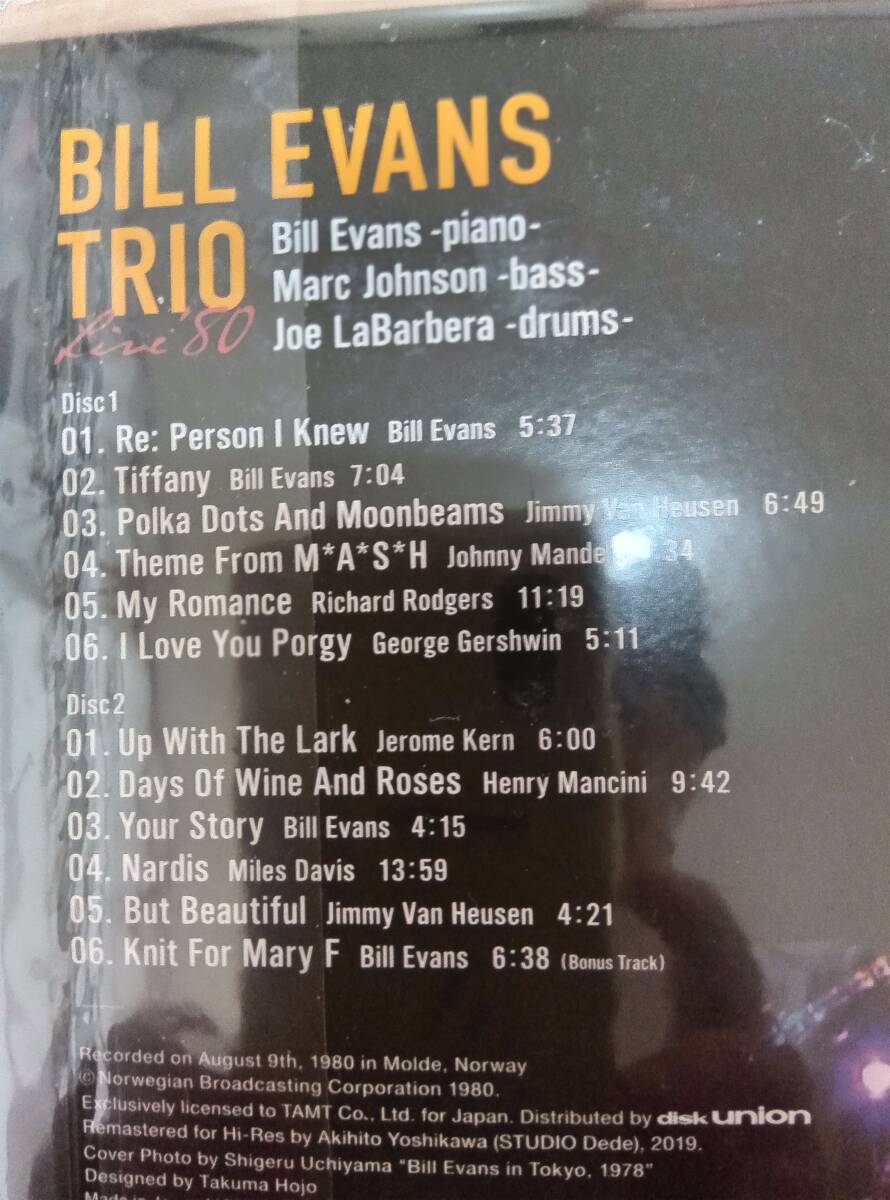 BILL EVANS
TRIO
Live '80
Bill Evans -piano-
Marc Johnson -bass-
Joe LaBarbera -drums-
Disc1
01. Re: Person I Knew Bill Evans 5:37
02. Tiffany Bill Evans 7:04
03. Polka Dots And Moonbeams Jimmy Van Heusen 6:49
04. Theme From M*A*S*H Johnny 34
05. My Romance Richard Rodgers 11:19
06. I Love You Porgy George Gershwin 5:11
Disc2
01. Up With The Lark Jerome Kern 6:00
02. Days Of Wine And Roses Henry Mancini 9:42
03. Your Story Bill Evans 4:15
04. Nardis Miles Davis 13:59
05. But Beautiful Jimmy Van Heusen 4:21
06. Knit For Mary F Bill Evans 6:38 (Bonus Track)
Recorded on August 9th, 1980 in Molde, Norway
©Norwegian Broadcasting Corporation 1980.
Exclusively licensed to TAMT Co., Ltd. for Japan. Distributed by disk union
Remastered for Hi-Res by Akihito Yoshikawa (STUDIO Dede), 2019.
Cover Photo by Shigeru Uchiyama "Bill Evans in Tokyo, 1978"
Designed by Takuma Hojo